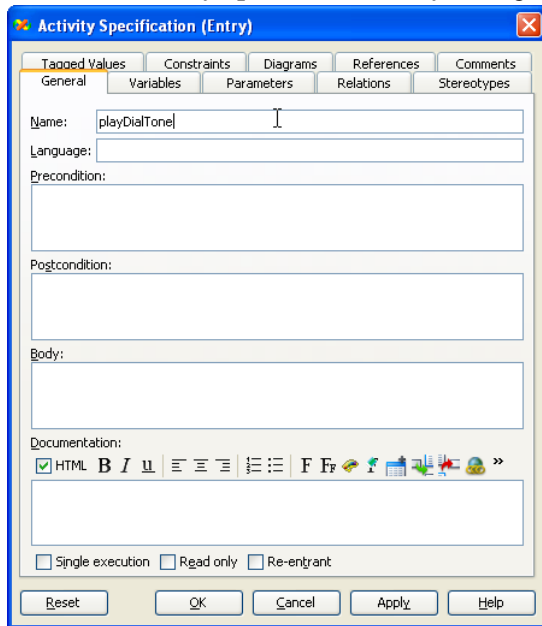 Activity Specification (Entry)
Tagged Values Constraints Diagrams References Comments
General Variables Parameters Relations Stereotypes
Name: playDialTone
Language:
Precondition:
Postcondition:
Body:
Documentation:
HTML B I u F FF »
Single execution Read only Re-entrant
Reset OK Cancel Apply Help